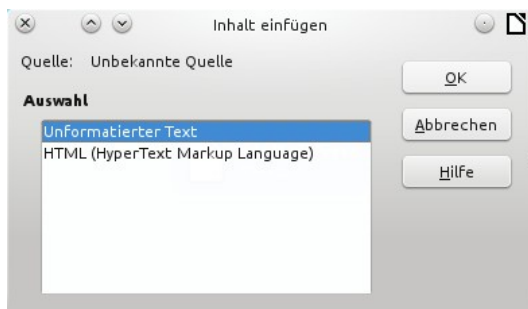 Inhalt einfügen
Quelle: Unbekannte Quelle
Auswahl
Unformatierter Text
HTML (HyperText Markup Language)
OK
Abbrechen
Hilfe